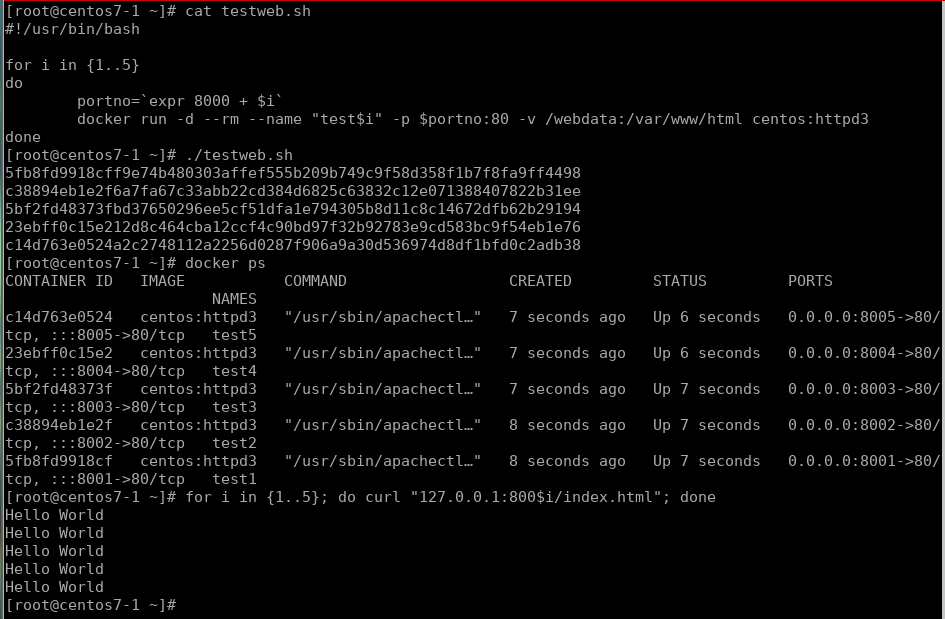 [root@centos7-1 ~]# cat testweb.sh
#!/usr/bin/bash

for i in {1..5}
do
        portno=`expr 8000 + $i`
        docker run -d --rm --name "test$i" -p $portno:80 -v /webdata:/var/www/html centos:httpd3
done
[root@centos7-1 ~]# ./testweb.sh
5fb8fd9918cff9e74b480303affef555b209b749c9f58d358f1b7f8fa9ff4498
c38894eb1e2f6a7fa67c33abb22cd384d6825c63832c12e071388407822b31ee
5bf2fd48373fbd37650296ee5cf51dfa1e794305b8d11c8c14672dfb62b29194
23ebff0c15e212d8c464cba12ccf4c90bd97f32b92783e9cd583bc9f54eb1e76
c14d763e0524a2c2748112a2256d0287f906a9a30d536974d8df1bfd0c2adb38
[root@centos7-1 ~]# docker ps
CONTAINER ID   IMAGE           COMMAND                  CREATED         STATUS         PORTS
                       NAMES
c14d763e0524   centos:httpd3   "/usr/sbin/apachectl…"   7 seconds ago   Up 6 seconds   0.0.0.0:8005->80/
tcp, :::8005->80/tcp   test5
23ebff0c15e2   centos:httpd3   "/usr/sbin/apachectl…"   7 seconds ago   Up 6 seconds   0.0.0.0:8004->80/
tcp, :::8004->80/tcp   test4
5bf2fd48373f   centos:httpd3   "/usr/sbin/apachectl…"   7 seconds ago   Up 7 seconds   0.0.0.0:8003->80/
tcp, :::8003->80/tcp   test3
c38894eb1e2f   centos:httpd3   "/usr/sbin/apachectl…"   8 seconds ago   Up 7 seconds   0.0.0.0:8002->80/
tcp, :::8002->80/tcp   test2
5fb8fd9918cf   centos:httpd3   "/usr/sbin/apachectl…"   8 seconds ago   Up 7 seconds   0.0.0.0:8001->80/
tcp, :::8001->80/tcp   test1
[root@centos7-1 ~]# for i in {1..5}; do curl "127.0.0.1:800$i/index.html"; done
Hello World
Hello World
Hello World
Hello World
Hello World
[root@centos7-1 ~]#